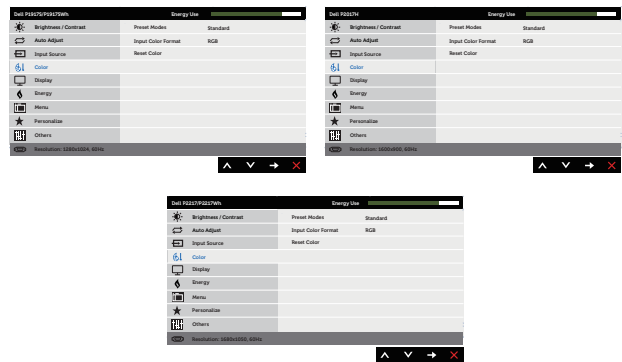 Dell P1917S/P1917SWh Energy Use
Brightness / Contrast Preset Modes Standard
Auto Adjust Input Color Format RGB
Input Source Reset Color
Color
Display
Energy
Menu
Personalize
Others
Resolution: 1280x1024, 60Hz
Dell P2017H Energy Use
Brightness / Contrast Preset Modes Standard
Auto Adjust Input Color Format RGB
Input Source Reset Color
Color
Display
Energy
Menu
Personalize
Others
Resolution: 1600x900, 60Hz
Dell P2217/P2217Wh Energy Use
Brightness / Contrast Preset Modes Standard
Auto Adjust Input Color Format RGB
Input Source Reset Color
Color
Display
Energy
Menu
Personalize
Others
Resolution: 1680x1050, 60Hz